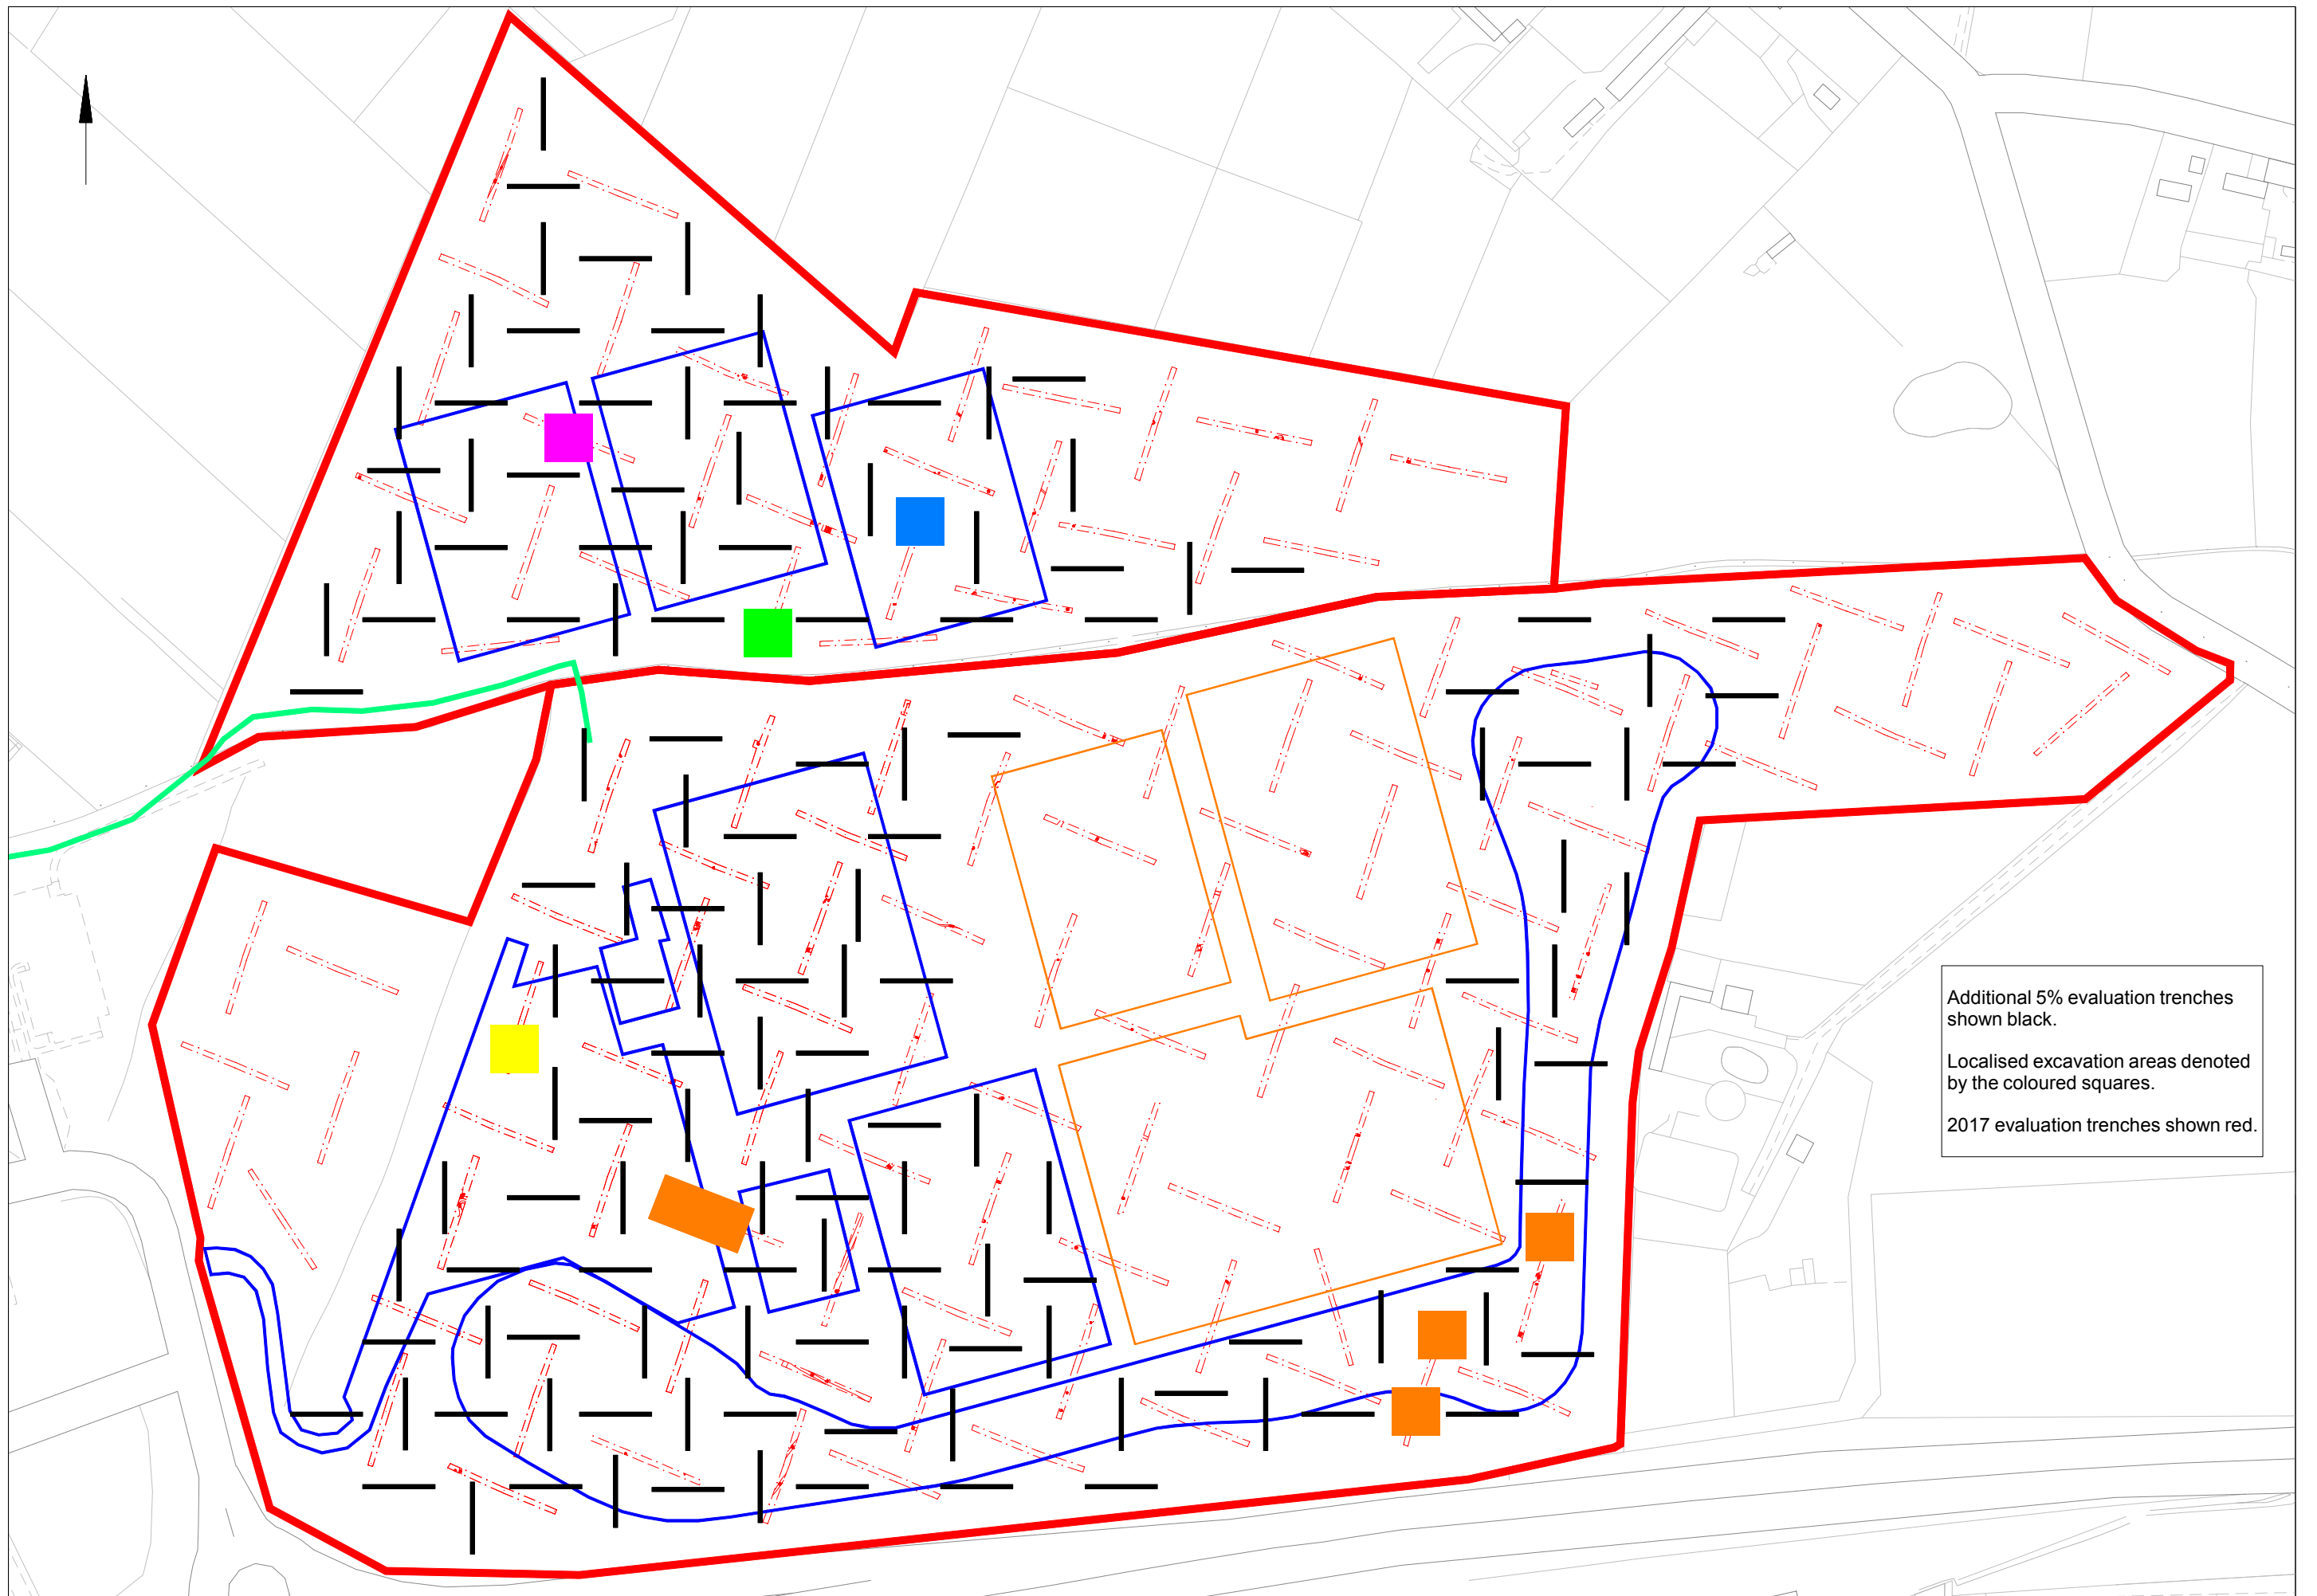 Additional 5% evaluation trenches
shown black.
Localised excavation areas denoted
by the coloured squares.
2017 evaluation trenches shown red.